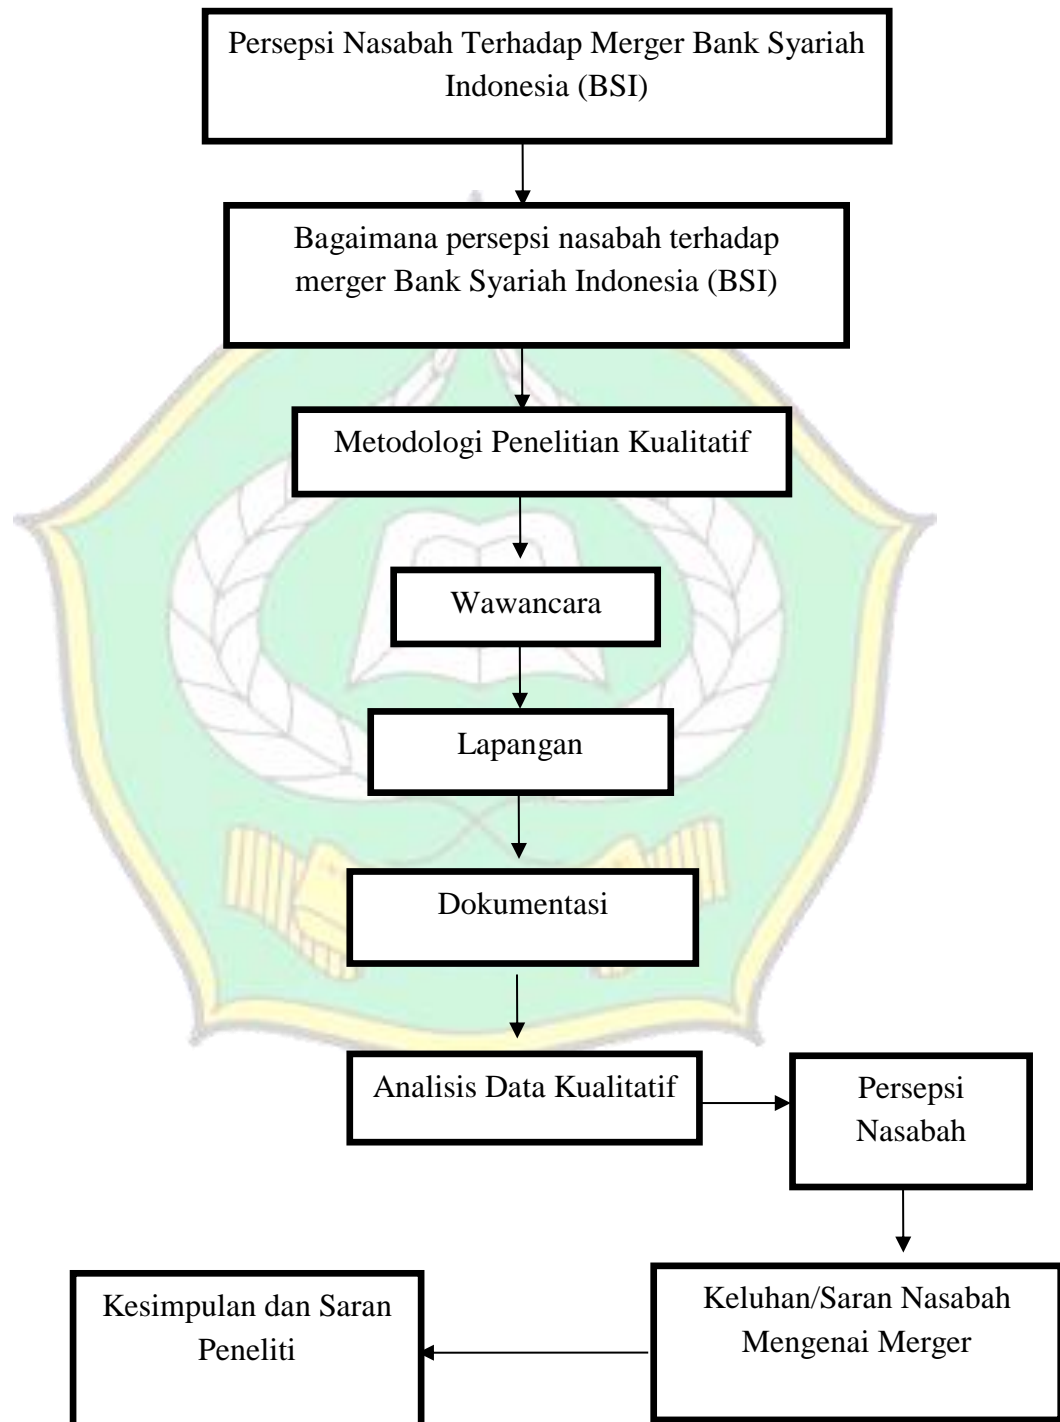 Persepsi Nasabah Terhadap Merger Bank Syariah
Indonesia (BSI)
Bagaimana persepsi nasabah terhadap
merger Bank Syariah Indonesia (BSI)
Metodologi Penelitian Kualitatif
Wawancara
Lapangan
Dokumentasi
Analisis Data Kualitatif
Persepsi
Nasabah
Keluhan/Saran Nasabah
Mengenai Merger
Kesimpulan dan Saran
Peneliti